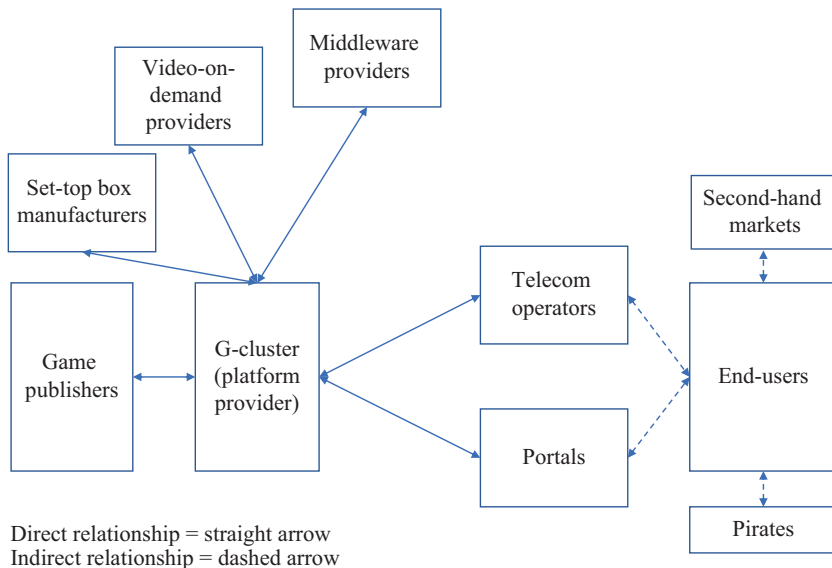 Middleware
providers
Video-on-
demand
providers
Set-top box
manufacturers
Second-hand
markets
Telecom
operators
Game
publishers
G-cluster
(platform
provider)
End-users
Portals
Pirates
Direct relationship = straight arrow
Indirect relationship = dashed arrow